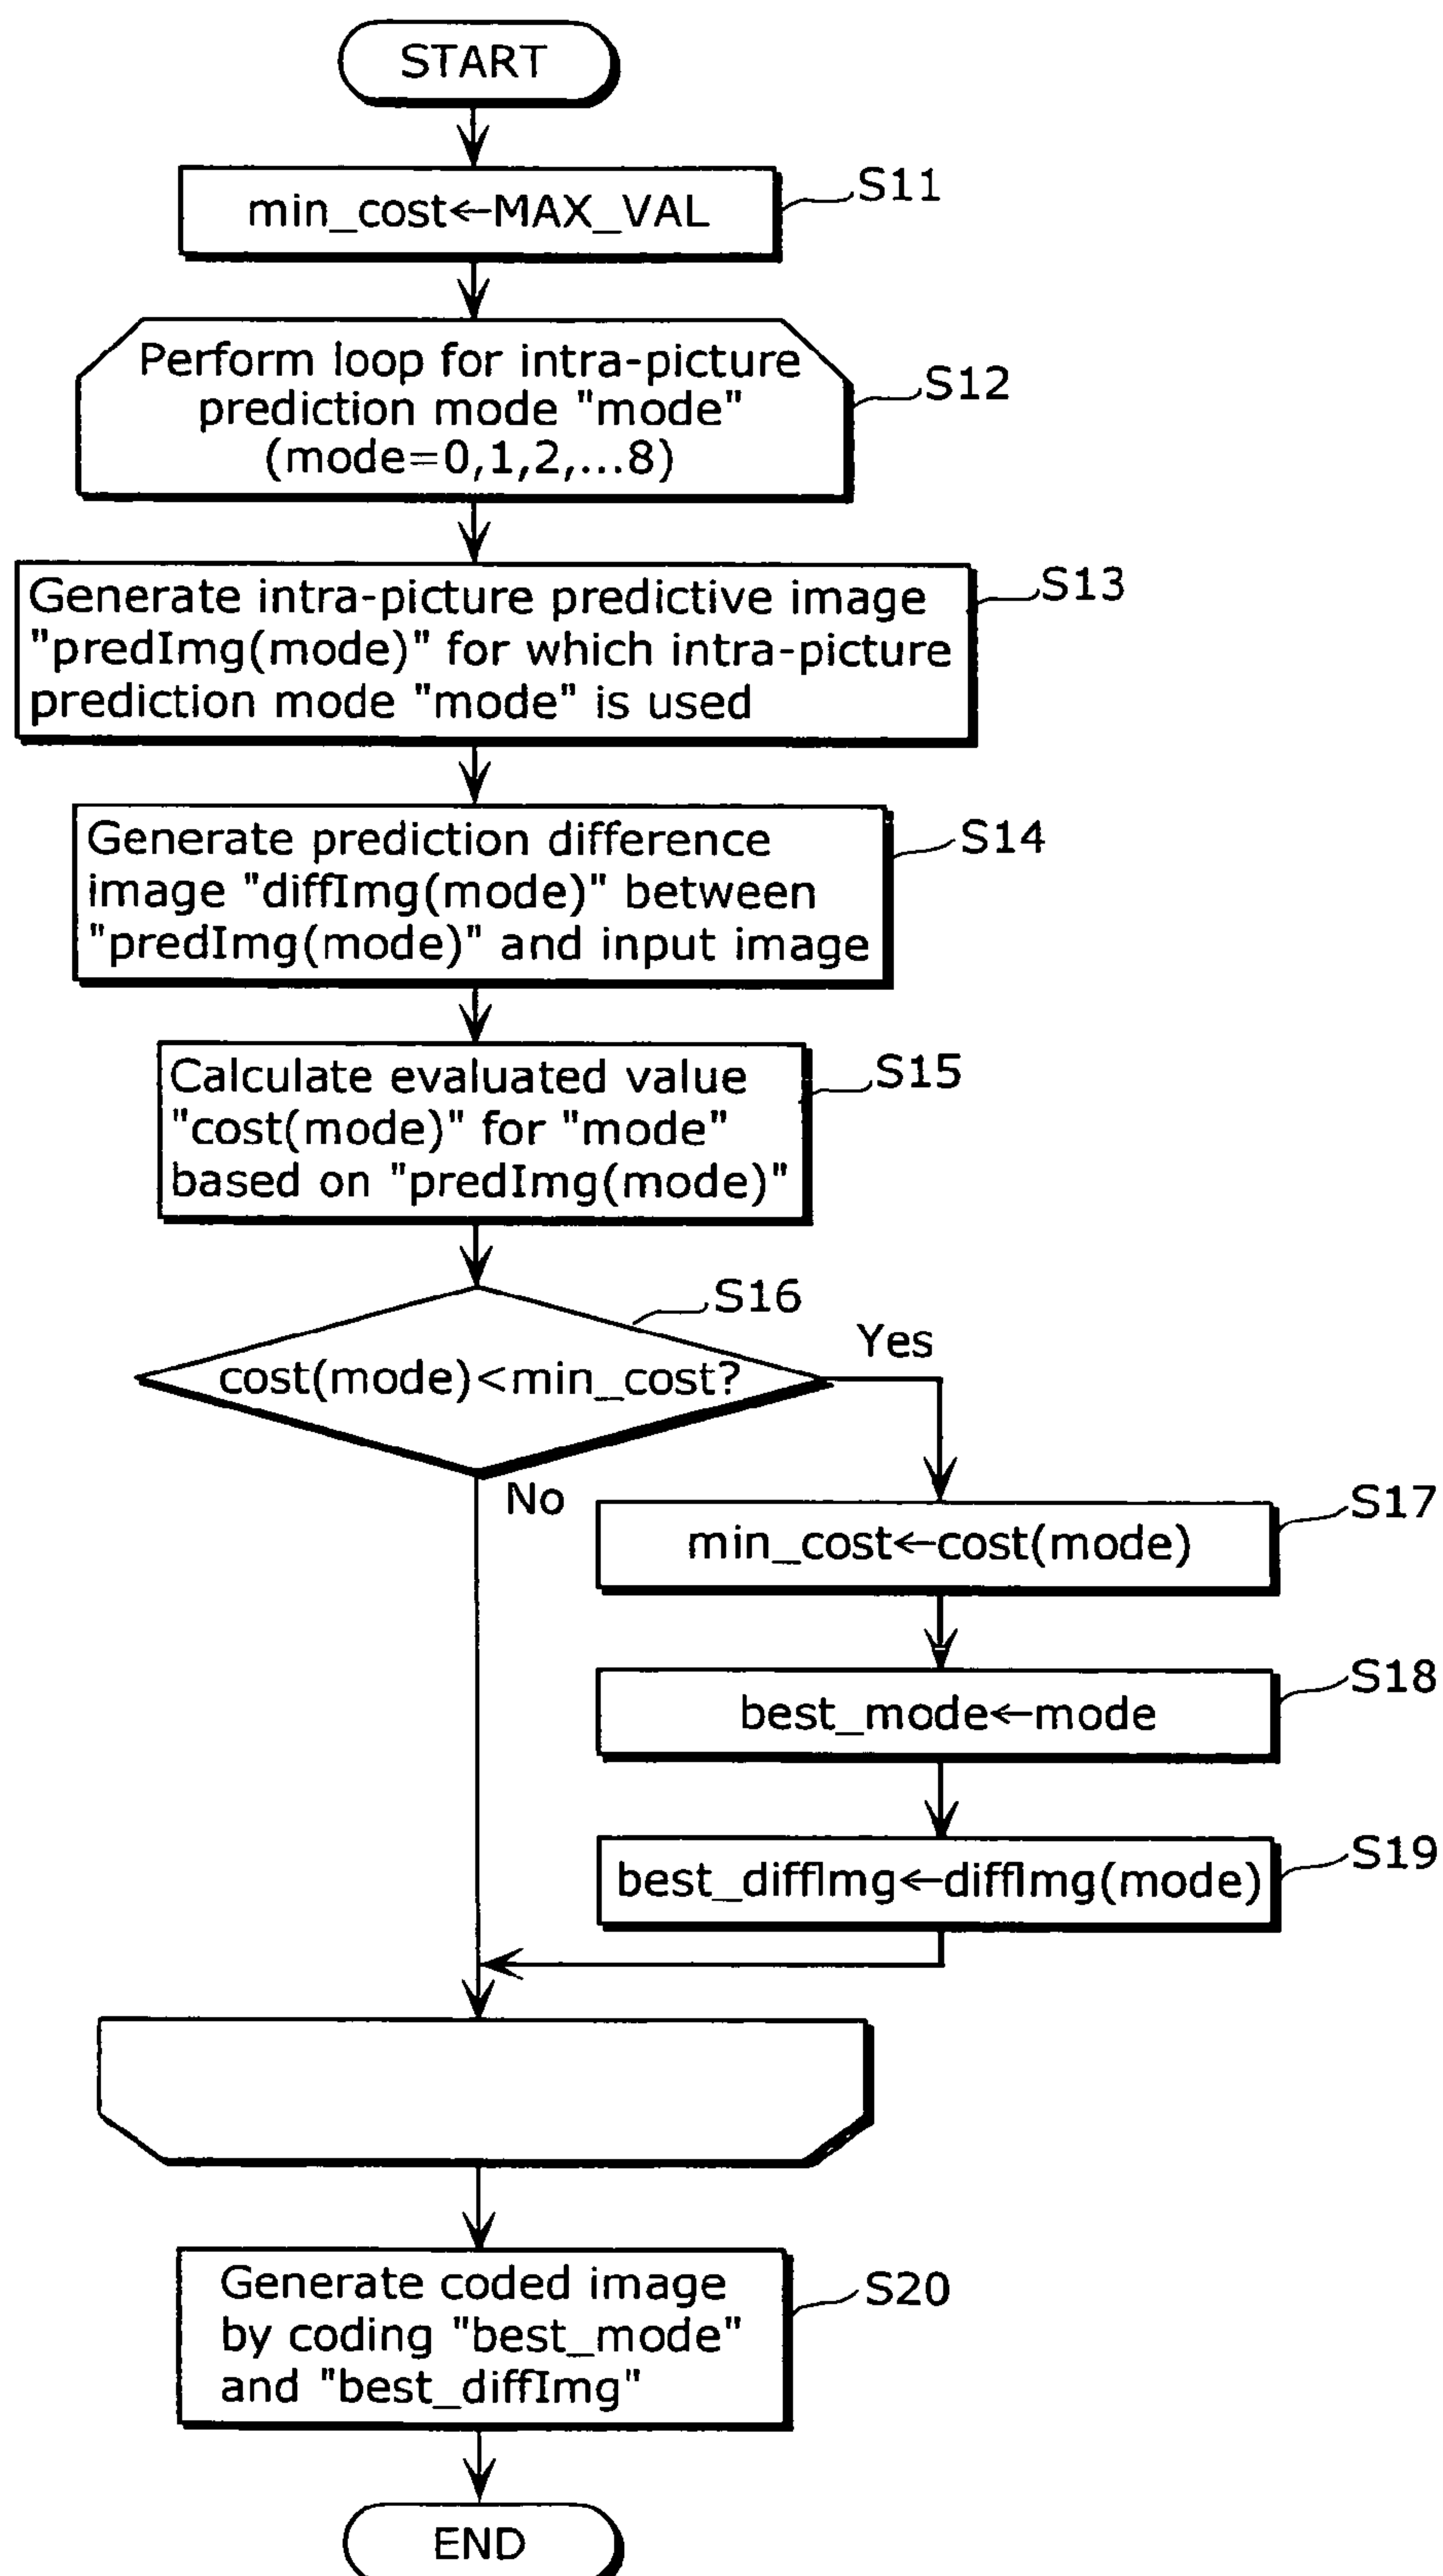 START
min_cost←MAX_VAL
S11
Perform loop for intra-picture
prediction mode "mode"
(mode=0,1,2,...8)
S12
Generate intra-picture predictive image
"predImg(mode)" for which intra-picture
prediction mode "mode" is used
S13
Generate prediction difference
image "diffImg(mode)" between
"predImg(mode)" and input image
S14
Calculate evaluated value
"cost(mode)" for "mode"
based on "predImg(mode)"
S15
S16
cost(mode)<min_cost?
Yes
No
min_cost←cost(mode)
S17
best_mode←mode
S18
best_diffImg←diffImg(mode)
S19
Generate coded image
by coding "best_mode"
and "best_diffImg"
S20
END